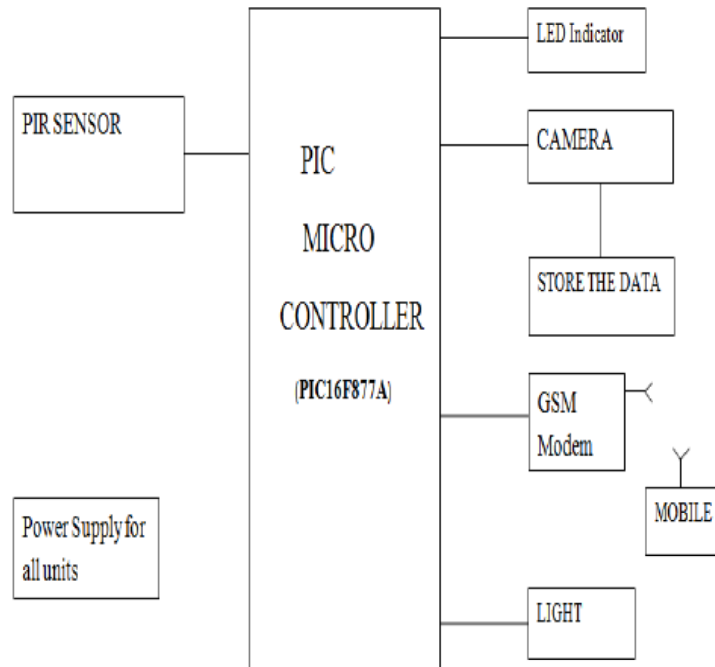 PIR SENSOR
Power Supply for
all units
PIC
MICRO
CONTROLLER
(PIC16F877A)
LED Indicator
CAMERA
STORE THE DATA
GSM
Modem
MOBILE
LIGHT